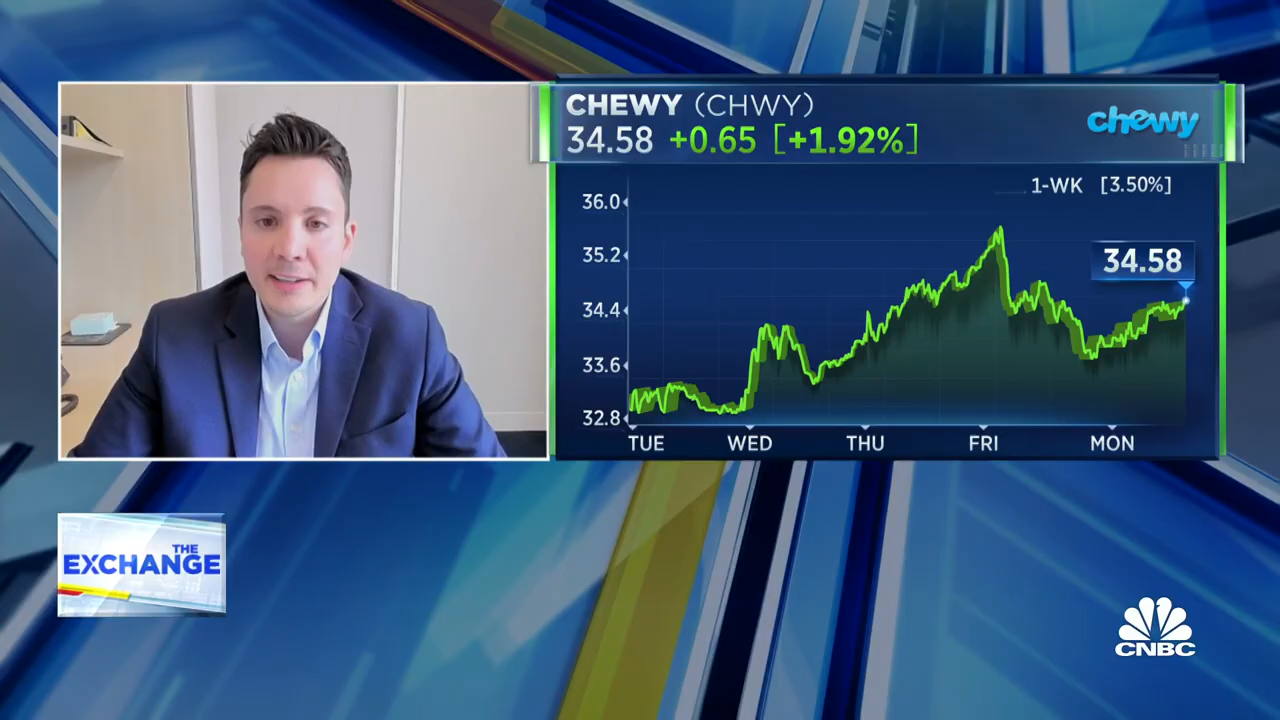 CHEWY (CHWY)
34.58 +0.65 [+1.92%]
chewy
1-WK [3.50%]
36.0
35.2
34.4
33.6
32.8
34.58
TUE WED THU FRI MON
THE
EXCHANGE
CNBC